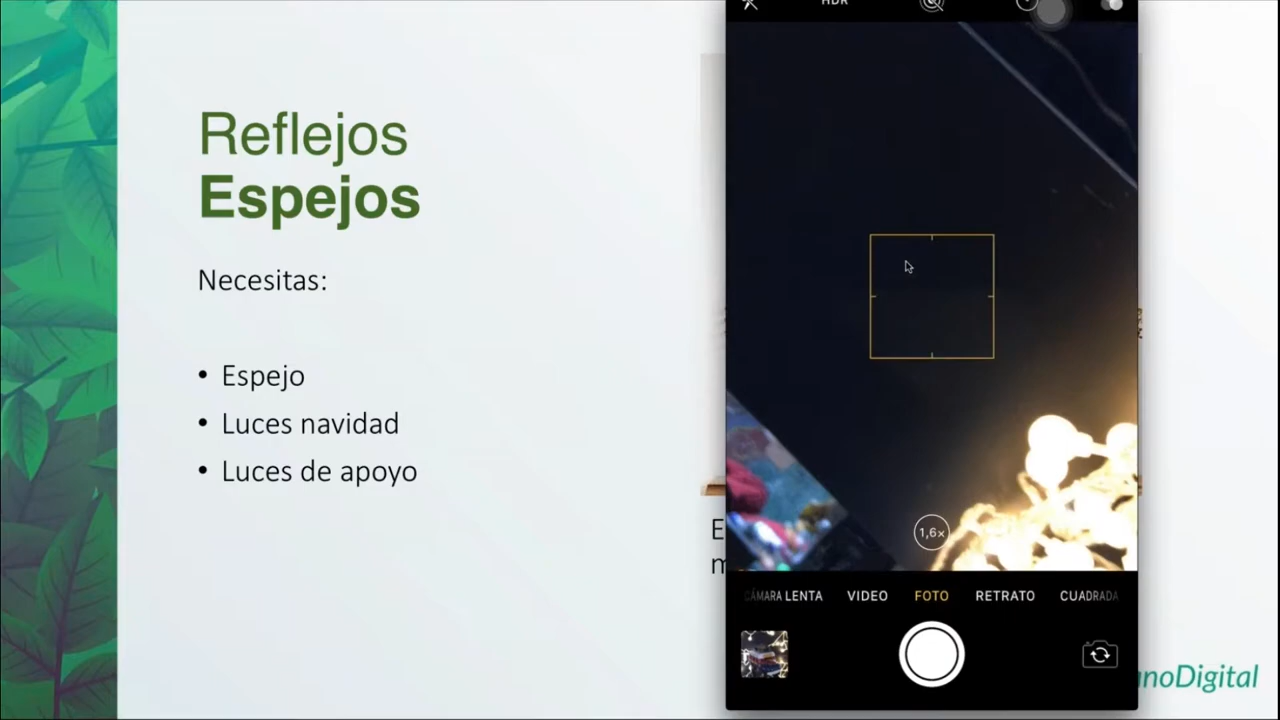 Reflejos
Espejos
Necesitas:
• Espejo
• Luces navidad
• Luces de apoyo
HDR
1,6x
CÁMARA LENTA VIDEO FOTO RETRATO CUADRADA
noDigital